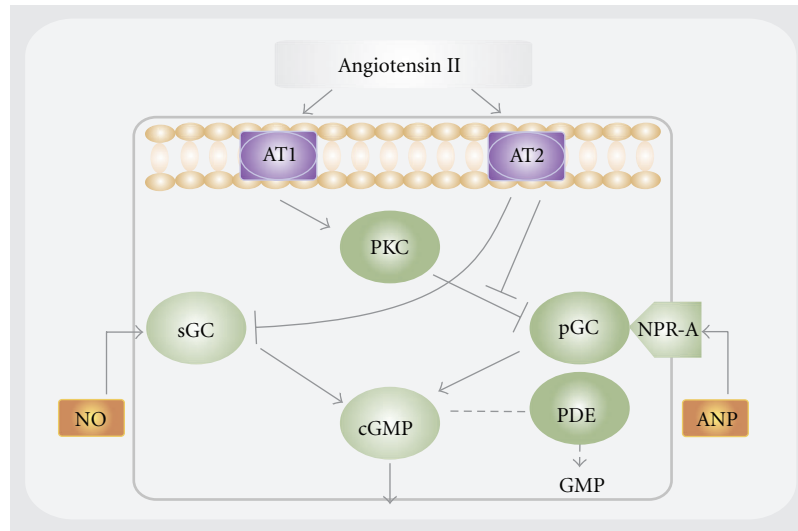 Angiotensin II
AT1
AT2
PKC
sGC
pGC
NPR-A
NO
cGMP
PDE
ANP
GMP